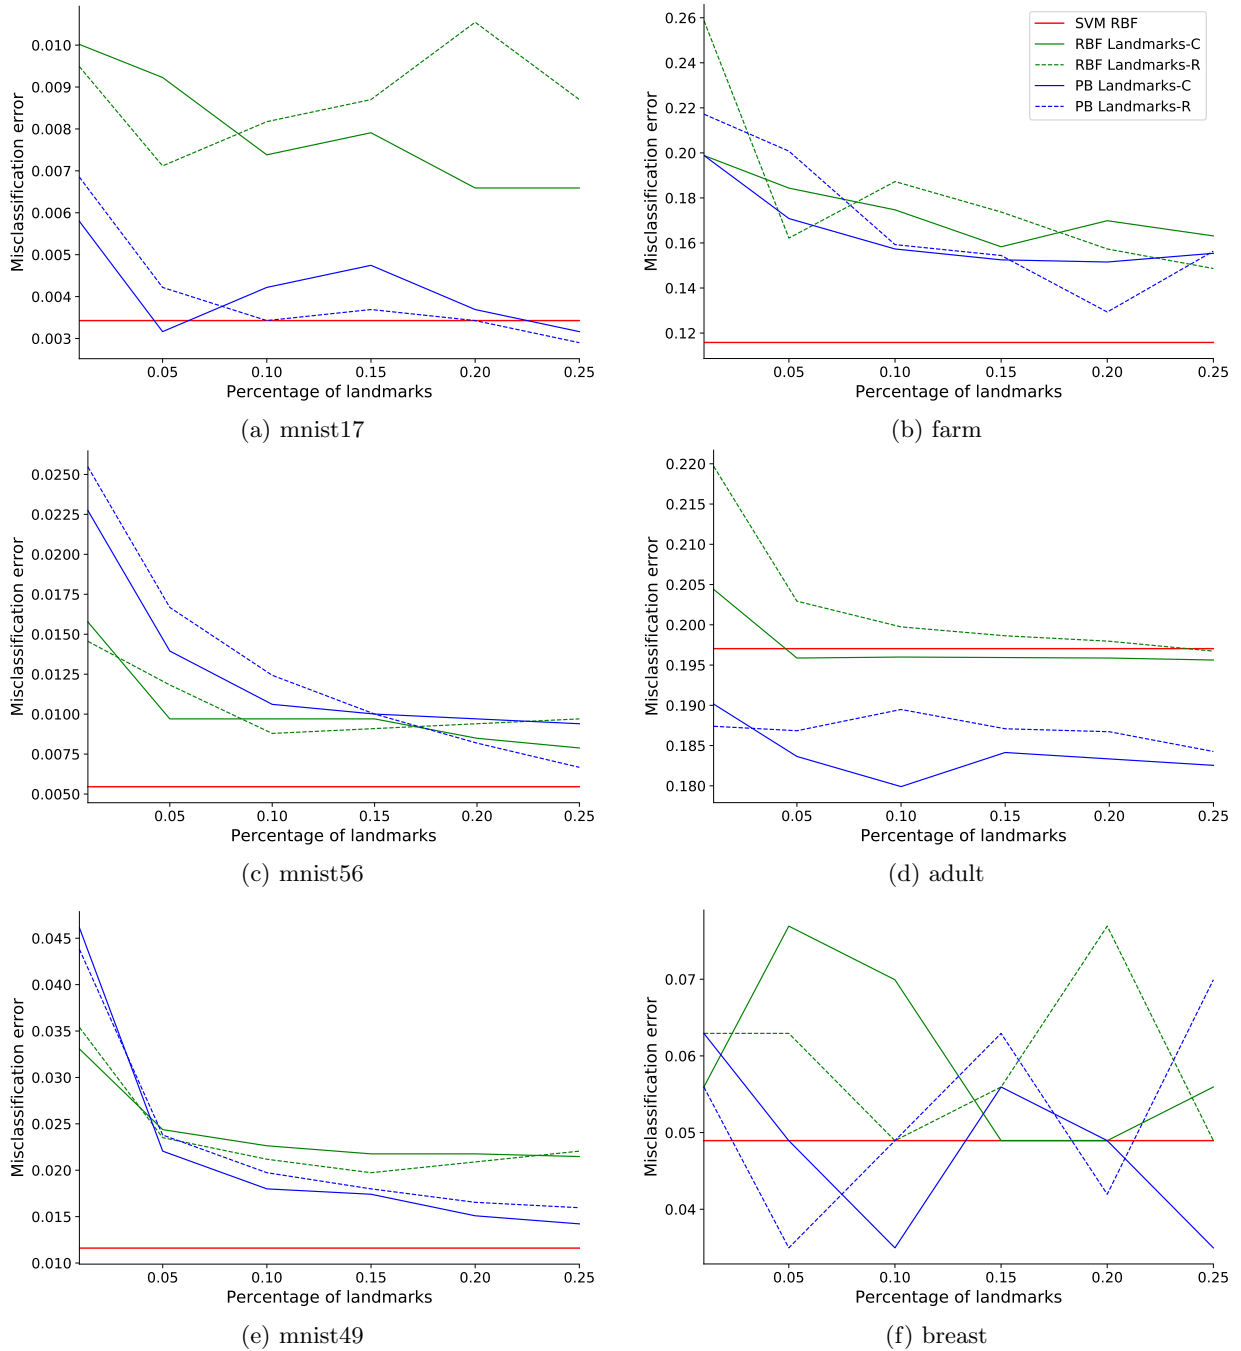 Misclassification error
0.010
0.009
0.008
0.007
0.006
0.005
0.004
0.003
0.05 0.10 0.15 0.20 0.25
Percentage of landmarks
(a) mnist17
Misclassification error
0.26
0.24
0.22
0.20
0.18
0.16
0.14
0.12
SVM RBF
RBF Landmarks-C
RBF Landmarks-R
PB Landmarks-C
PB Landmarks-R
0.05 0.10 0.15 0.20 0.25
Percentage of landmarks
(b) farm
Misclassification error
0.0250
0.0225
0.0200
0.0175
0.0150
0.0125
0.0100
0.0075
0.0050
0.05 0.10 0.15 0.20 0.25
Percentage of landmarks
(c) mnist56
Misclassification error
0.220
0.215
0.210
0.205
0.200
0.195
0.190
0.185
0.180
0.05 0.10 0.15 0.20 0.25
Percentage of landmarks
(d) adult
Misclassification error
0.045
0.040
0.035
0.030
0.025
0.020
0.015
0.010
0.05 0.10 0.15 0.20 0.25
Percentage of landmarks
(e) mnist49
Misclassification error
0.07
0.06
0.05
0.04
0.05 0.10 0.15 0.20 0.25
Percentage of landmarks
(f) breast